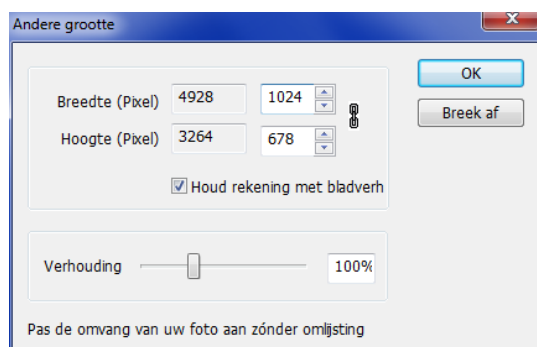 Andere grootte
OK
Breedte (Pixel) 4928 1024
Breek af
Hoogte (Pixel) 3264 678
Houd rekening met bladverh
Verhouding 100%
Pas de omvang van uw foto aan zónder omlijsting